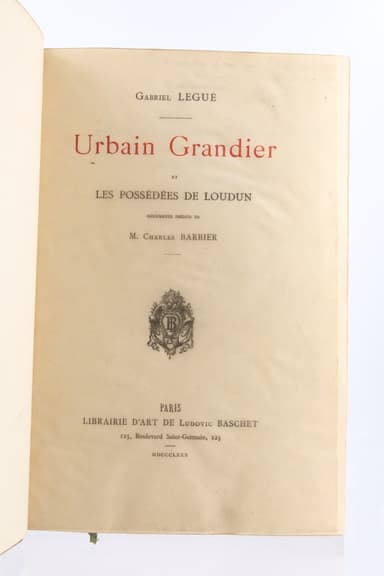 Gabriel LEGUÉ
Urbain Grandier
ET
LES POSSÉDÉES DE LOUDUN
DOCUMENTS INÉDITS DE
M. Charles BARBIER
PARIS
LIBRAIRIE D'ART DE Ludovic BASCHET
125, Boulevard Saint-Germain, 125
MDCCCLXXX